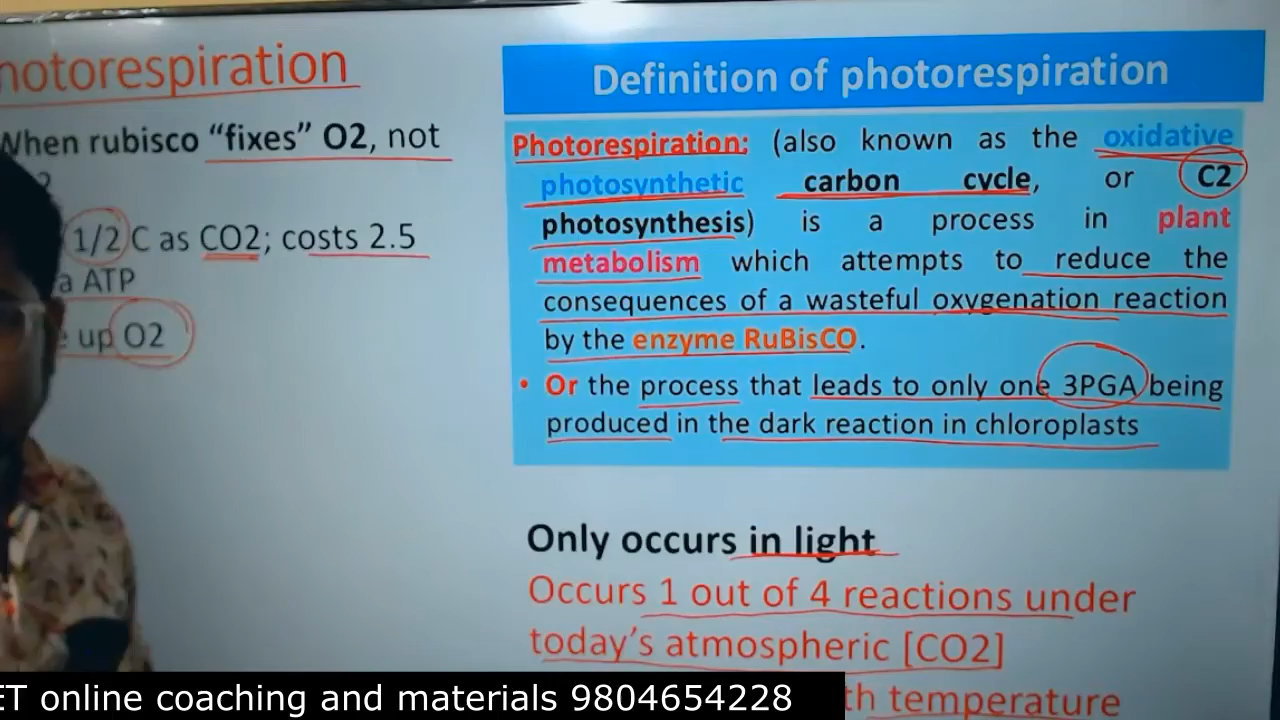 notorespiration
When rubisco “fixes” O2, not
1/2 C as CO2; costs 2.5
a ATP
up O2
Definition of photorespiration
Photorespiration: (also known as the oxidative
photosynthetic carbon cycle, or C2
photosynthesis) is a process in plant
metabolism which attempts to reduce the
consequences of a wasteful oxygenation reaction
by the enzyme RuBisCO.
• Or the process that leads to only one 3PGA being
produced in the dark reaction in chloroplasts
Only occurs in light
Occurs 1 out of 4 reactions under
today’s atmospheric [CO2]
th temperature
ET online coaching and materials 9804654228